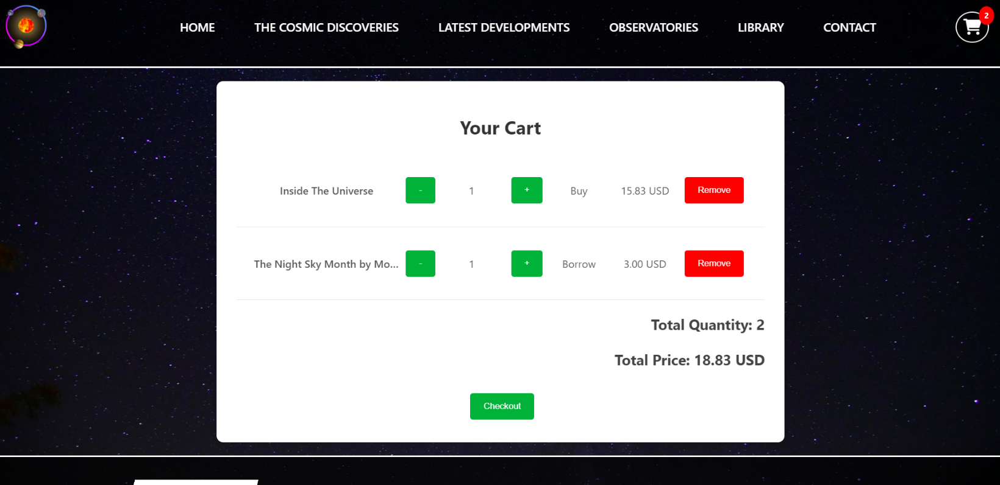 HOME THE COSMIC DISCOVERIES LATEST DEVELOPMENTS OBSERVATORIES LIBRARY CONTACT 2
Your Cart
Inside The Universe - 1 + Buy 15.83 USD Remove
The Night Sky Month by Mo... - 1 + Borrow 3.00 USD Remove
Total Quantity: 2
Total Price: 18.83 USD
Checkout